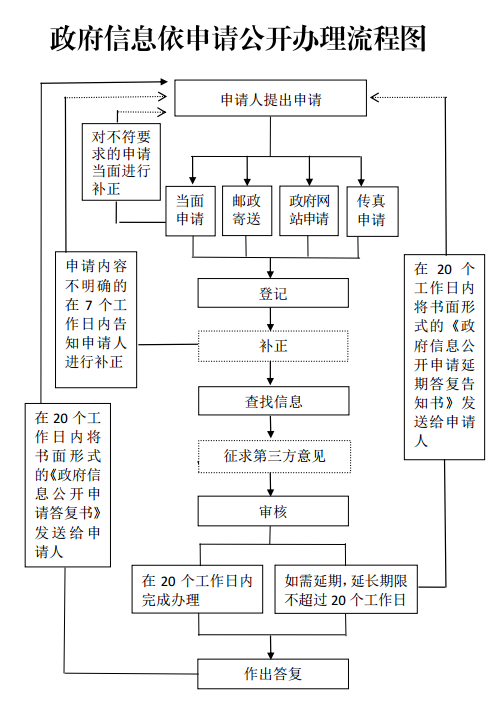 政府信息依申请公开办理流程图
申请人提出申请
对不符要
求的申请
当面进行
补正
当面
申请
邮政
寄送
政府网
站申请
传真
申请
申请内容
不明确的
在 7 个工
作日内告
知申请人
进行补正
登记
补正
查找信息
征求第三方意见
审核
在 20 个
工作日内
将书面形
式的《政
府信息公
开申请延
期答复告
知书》发
送给申请
人
在 20 个工
作日内将
书面形式
的《政府信
息公开申
请答复书》
发送给申
请人
在 20 个工作日内
完成办理
如需延期，延长期限
不超过 20 个工作日
作出答复